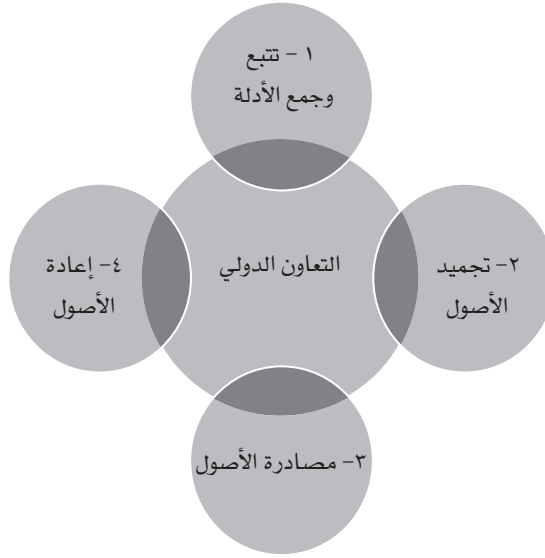 ١ - تتبع
وجمع الأدلة
التعاون الدولي
٢- تجميد
الأصول
٣- مصادرة الأصول
٤- إعادة
الأصول